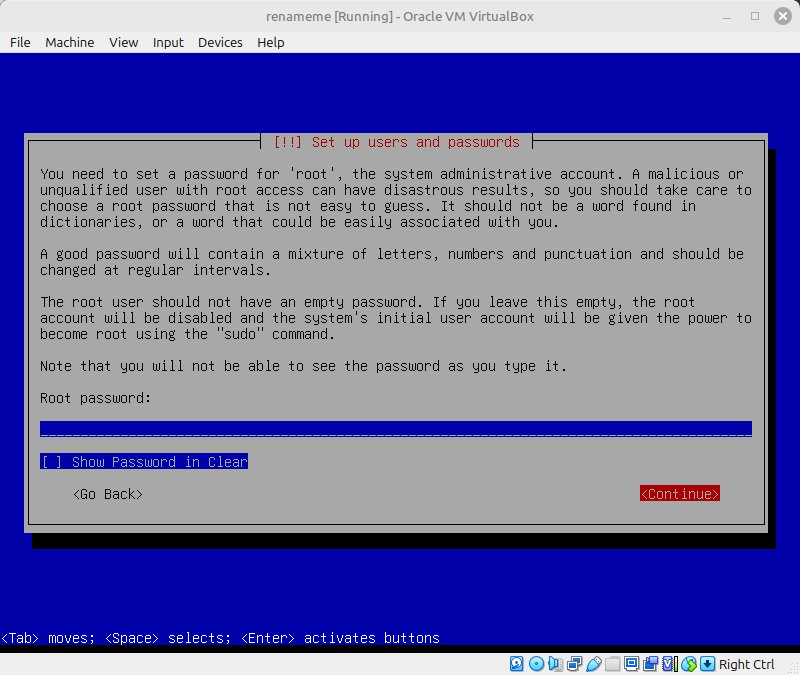 renameme [Running] - Oracle VM VirtualBox
File Machine View Input Devices Help
[!!] Set up users and passwords
You need to set a password for 'root', the system administrative account. A malicious or
unqualified user with root access can have disastrous results, so you should take care to
choose a root password that is not easy to guess. It should not be a word found in
dictionaries, or a word that could be easily associated with you.
A good password will contain a mixture of letters, numbers and punctuation and should be
changed at regular intervals.
The root user should not have an empty password. If you leave this empty, the root
account will be disabled and the system's initial user account will be given the power to
become root using the "sudo" command.
Note that you will not be able to see the password as you type it.
Root password:
[ ] Show Password in Clear
<Go Back> <Continue>
<Tab> moves; <Space> selects; <Enter> activates buttons
Right Ctrl